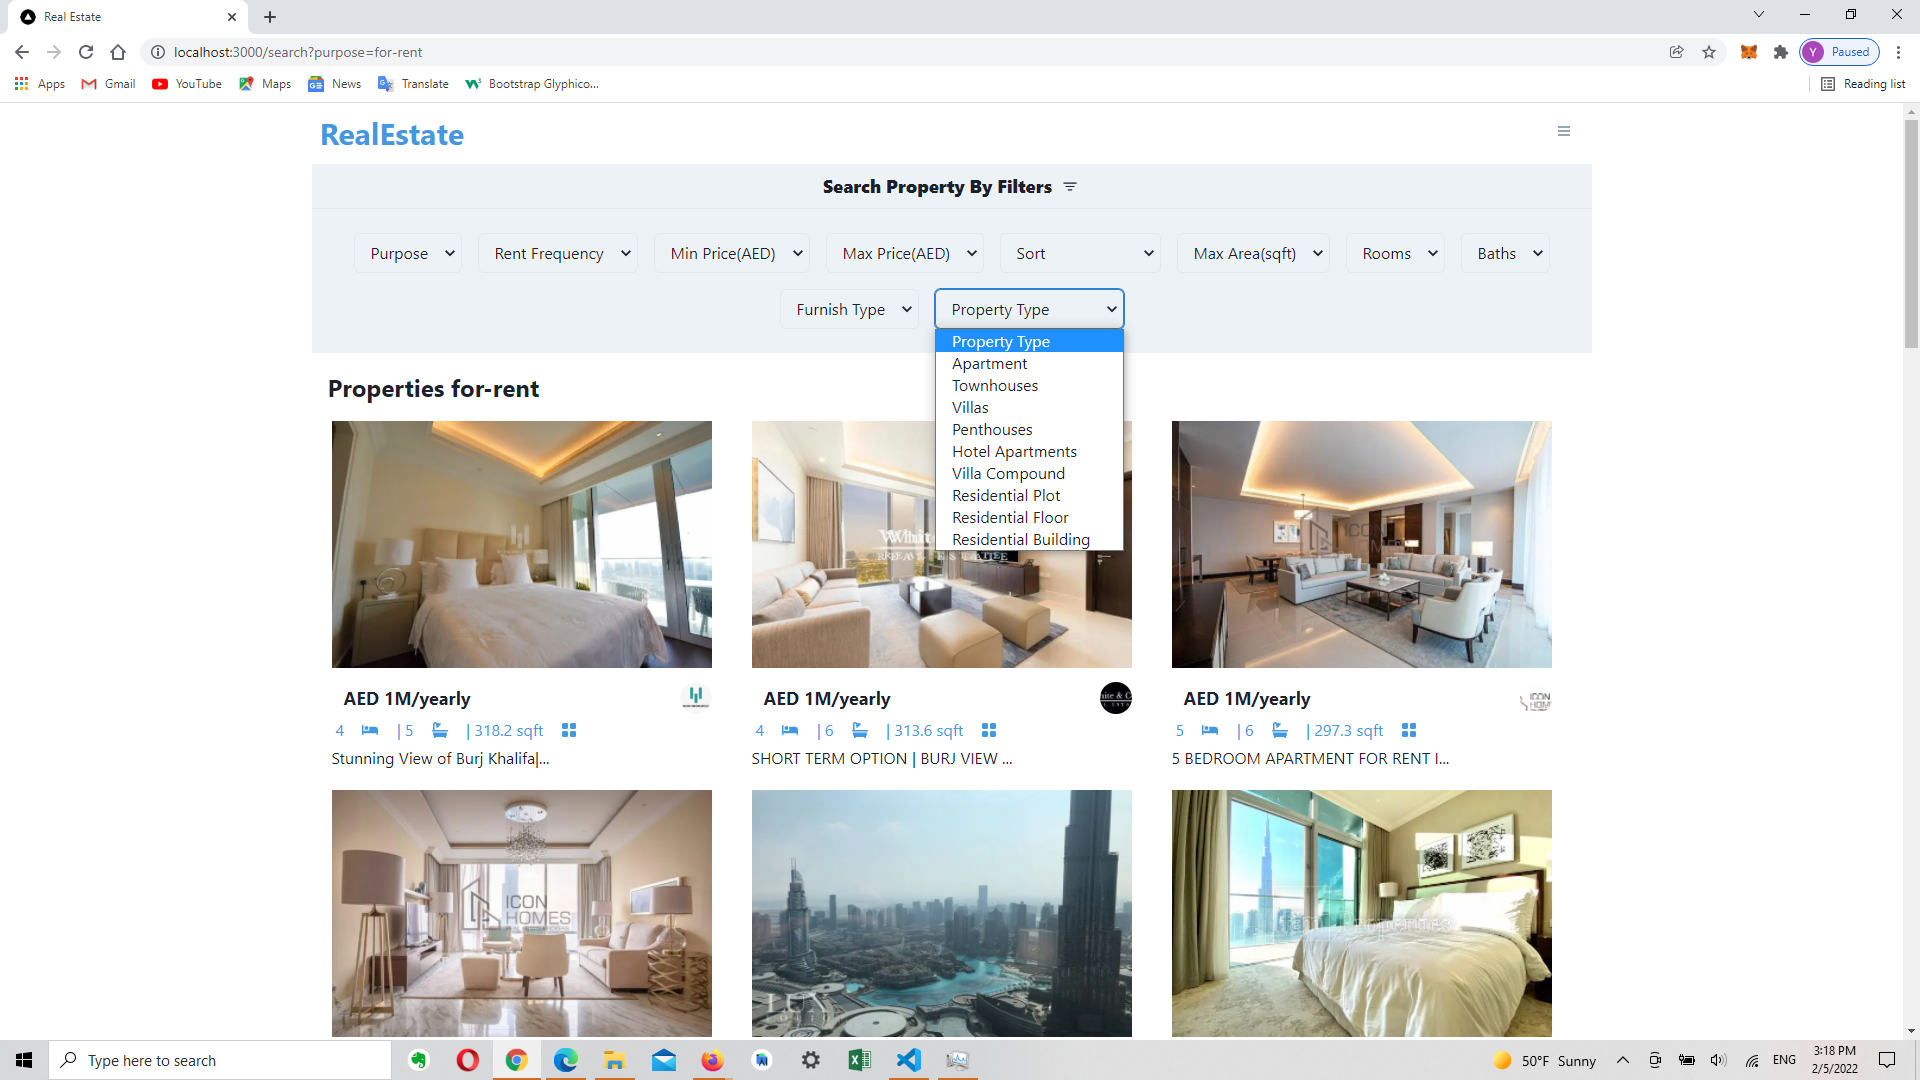 Real Estate
localhost:3000/search?purpose=for-rent
Y Paused
Apps Gmail YouTube Maps News Translate Bootstrap Glyphico... Reading list
RealEstate
Search Property By Filters
Purpose Rent Frequency Min Price(AED) Max Price(AED) Sort Max Area(sqft) Rooms Baths
Furnish Type Property Type
Property Type
Apartment
Townhouses
Villas
Penthouses
Hotel Apartments
Villa Compound
Residential Plot
Residential Floor
Residential Building
Properties for-rent
AED 1M/yearly
4 | 5 | 318.2 sqft
Stunning View of Burj Khalifa|...
AED 1M/yearly
4 | 6 | 313.6 sqft
SHORT TERM OPTION | BURJ VIEW ...
ICON
AED 1M/yearly
ICON
5 | 6 | 297.3 sqft
5 BEDROOM APARTMENT FOR RENT I...
ICON
HOMES
Type here to search
50°F Sunny
ENG
3:18 PM
2/5/2022